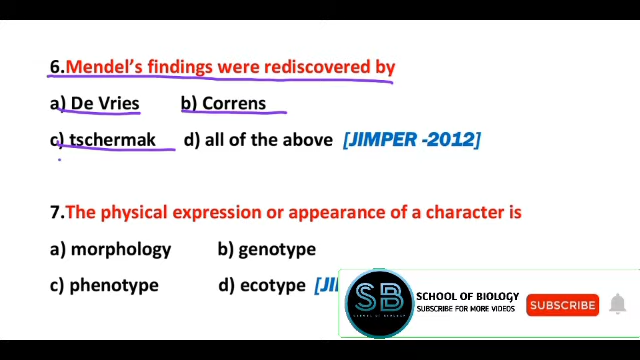 6.Mendel's findings were rediscovered by
a) De Vries b) Correns
c) tschermak d) all of the above [JIMPER -2012]
7.The physical expression or appearance of a character is
a) morphology b) genotype
c) phenotype d) ecotype
SB
SCHOOL OF BIOLOGY
SUBSCRIBE FOR MORE VIDEOS
SUBSCRIBE